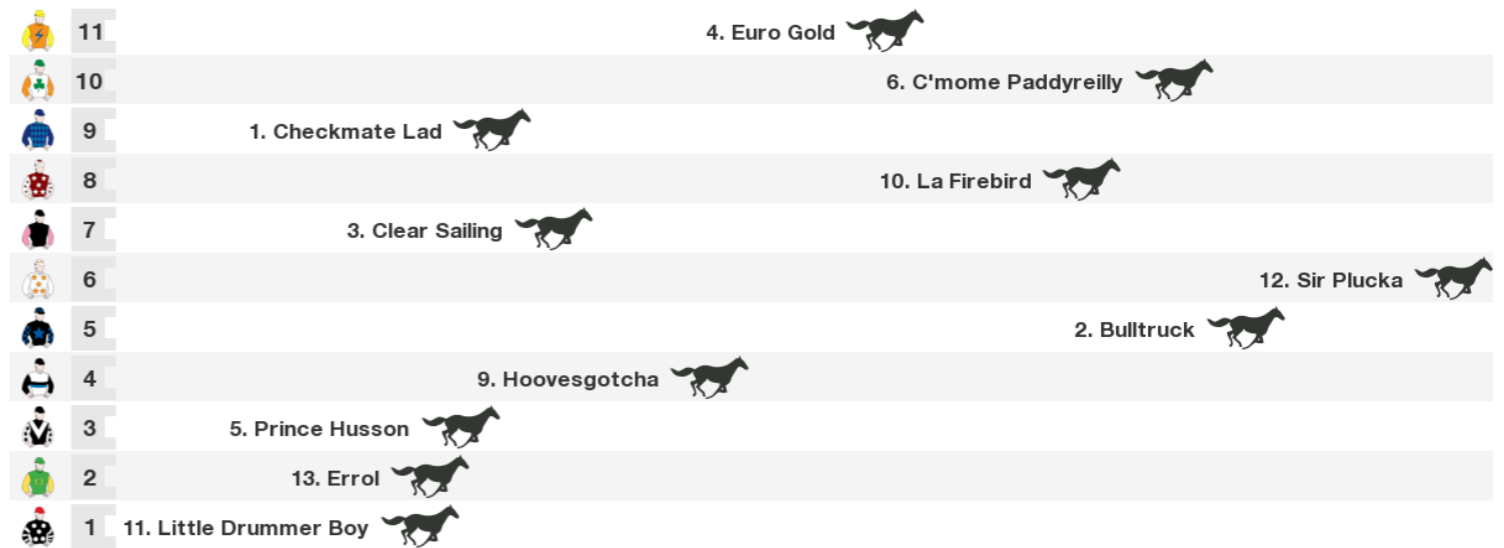 11 4. Euro Gold
10 6. C'mome Paddyreilly
9 1. Checkmate Lad
8 10. La Firebird
7 3. Clear Sailing
6 12. Sir Plucka
5 2. Bulltruck
4 9. Hoovesgotcha
3 5. Prince Husson
2 13. Errol
1 11. Little Drummer Boy